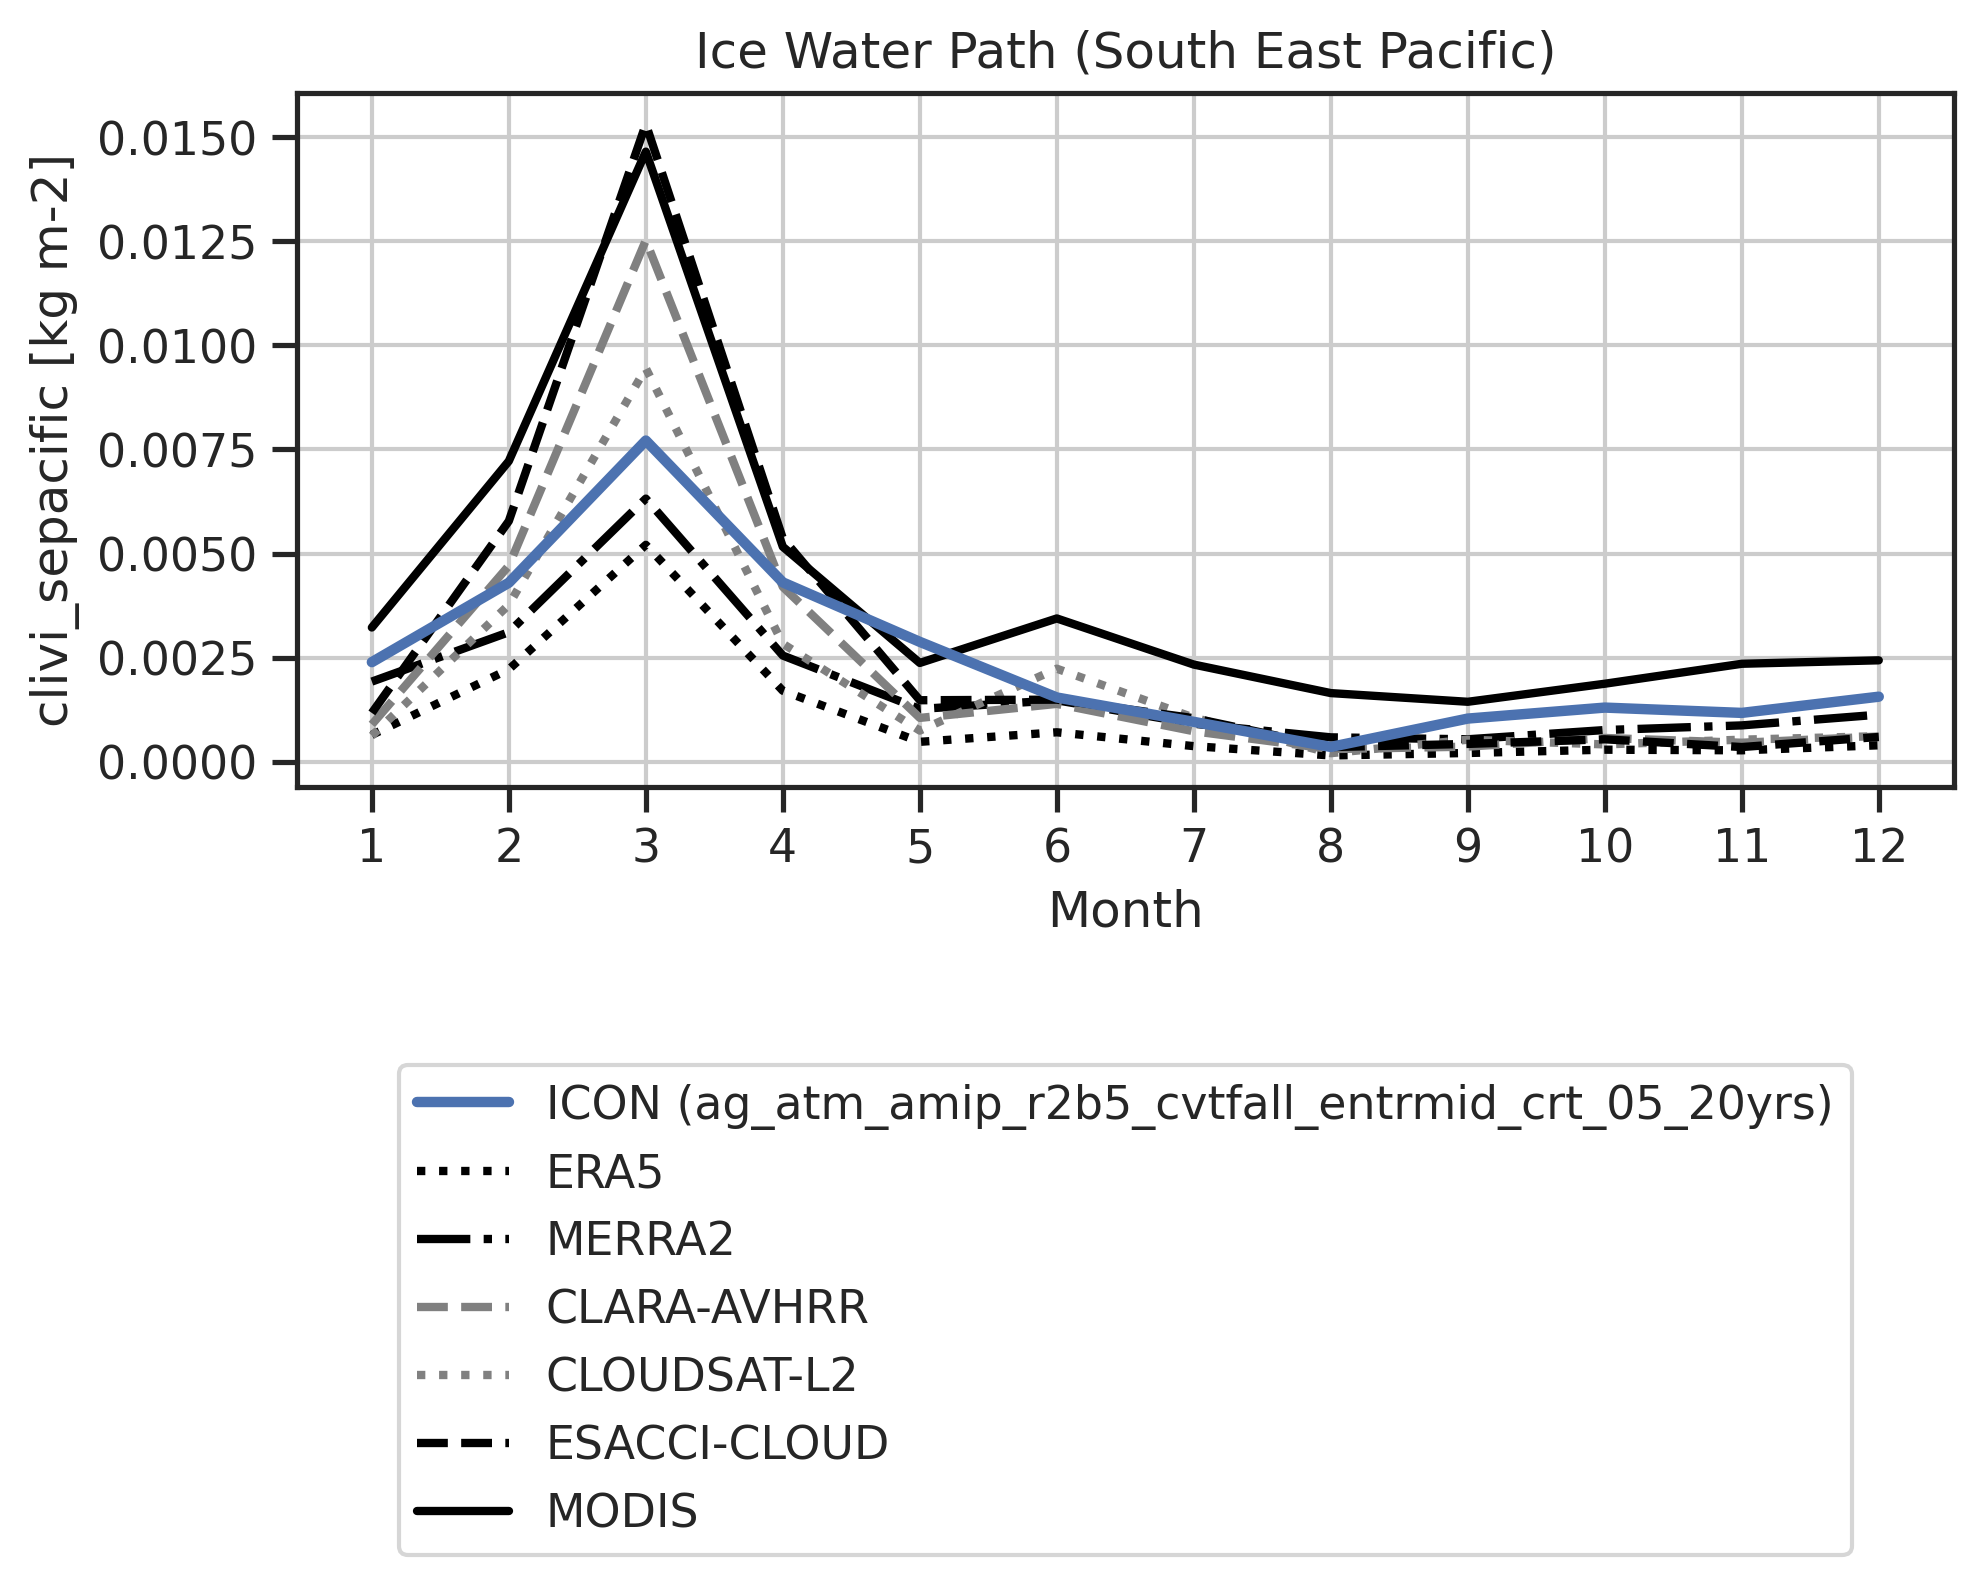 Ice Water Path (South East Pacific)
clivi_sepacific [kg m-2]
0.0150
0.0125
0.0100
0.0075
0.0050
0.0025
0.0000
1 2 3 4 5 6 7 8 9 10 11 12
Month
ICON (ag_atm_amip_r2b5_cvtfall_entrmid_crt_05_20yrs)
ERA5
MERRA2
CLARA-AVHRR
CLOUDSAT-L2
ESACCI-CLOUD
MODIS